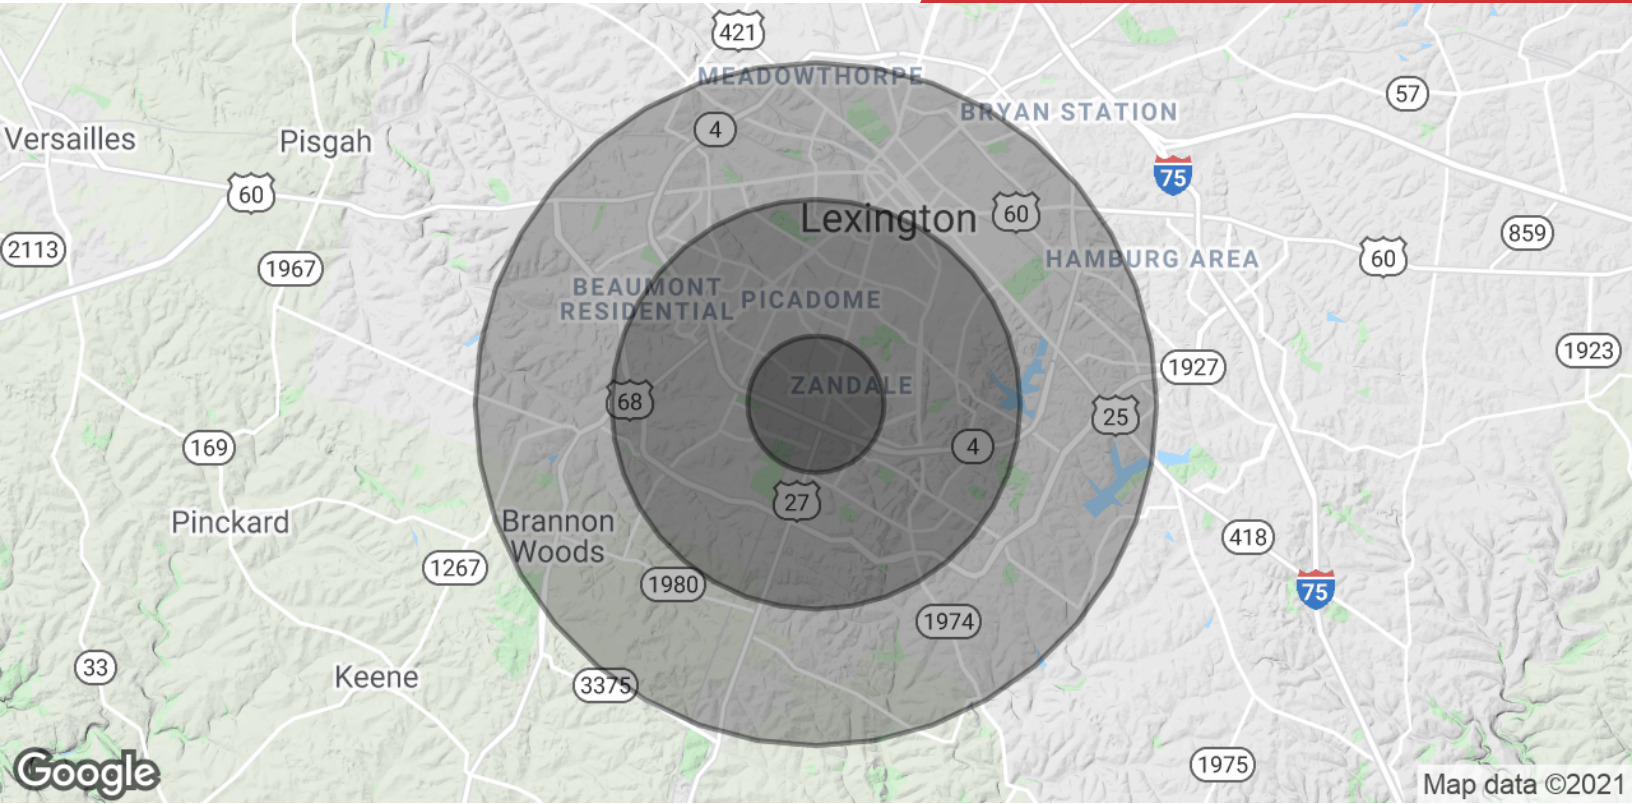 421
MEADOWTHORPE
57
BRYAN STATION
4
Versailles
Pisgah
75
60
Lexington
60
859
2113
1967
HAMBURG AREA
60
BEAUMONT
RESIDENTIAL
PICADOME
1923
1927
ZANDALE
68
25
169
4
27
Pinckard
Brannon
Woods
418
1267
1980
75
1974
33
Keene
3375
1975
Google
Map data ©2021